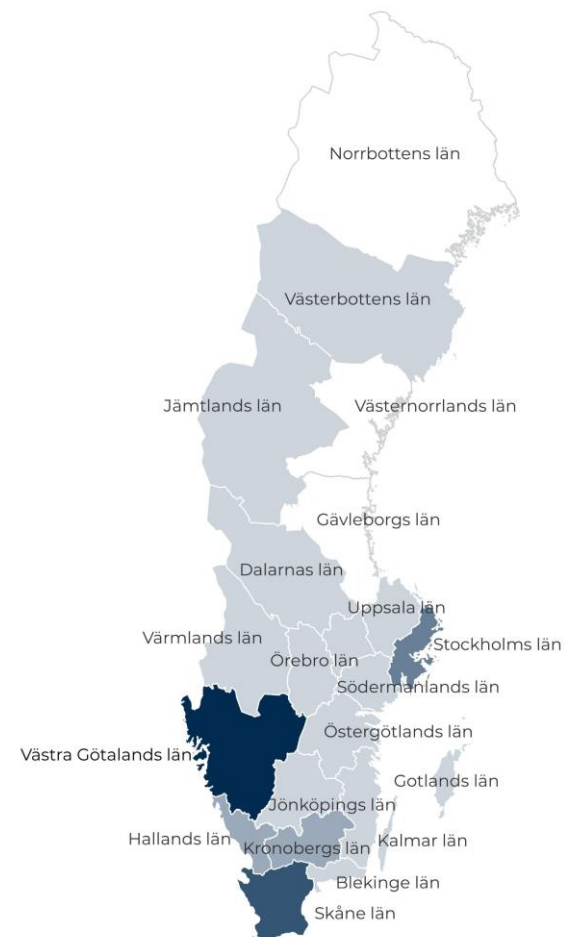 Norrbottens län
Västerbottens län
Jämtlands län
Västernorrlands län
Gävleborgs län
Dalarnas län
Uppsala län
Värmlands län
Stockholms län
Örebro län
Södermanlands län
Östergötlands län
Västra Götalands län
Gotlands län
Jönköpings län
Hallands län
Kronobergs län
Kalmar län
Blekinge län
Skåne län